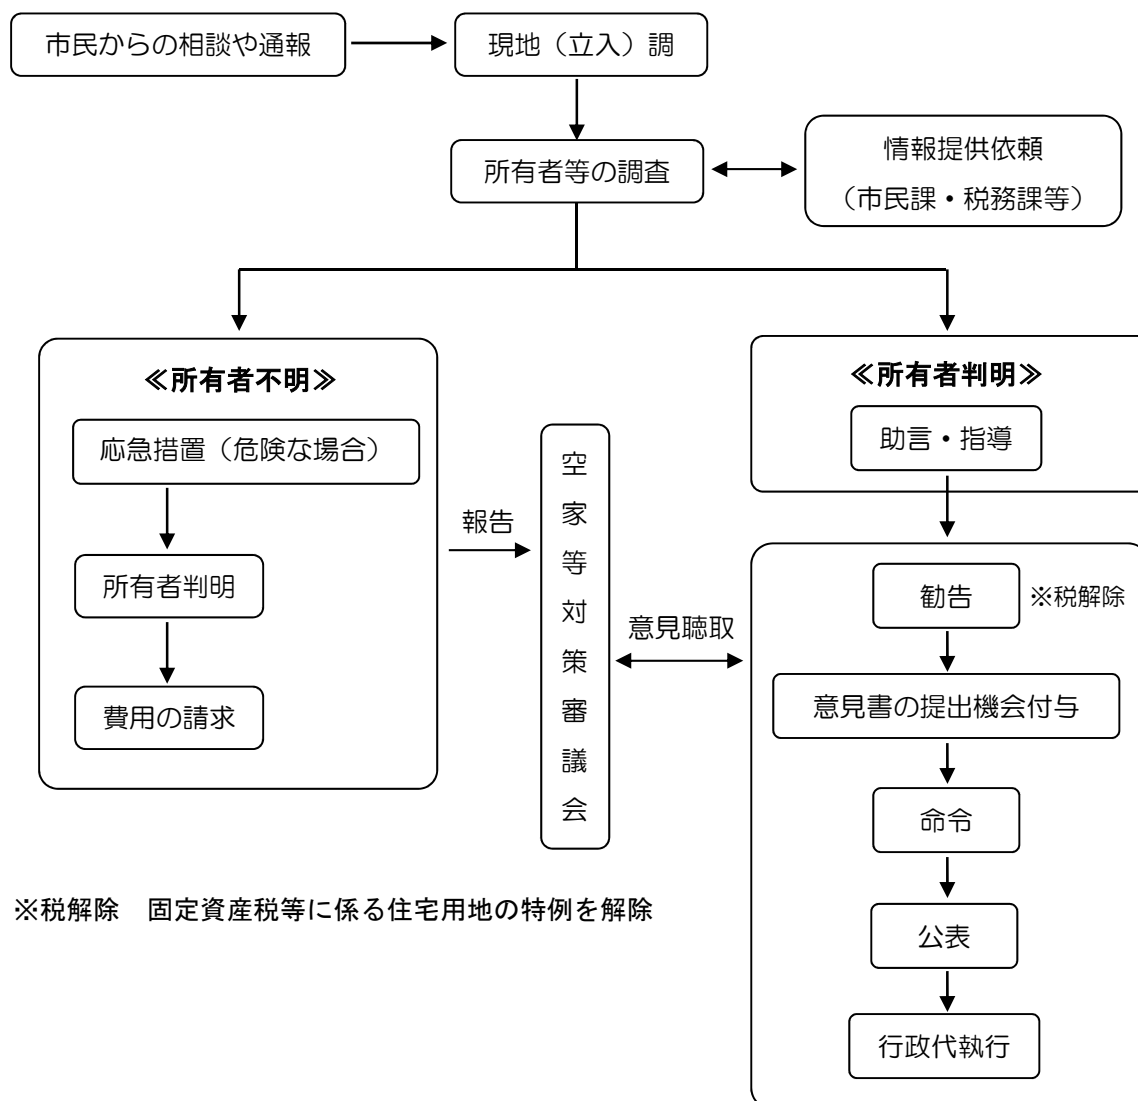 市民からの相談や通報
現地（立入）調
所有者等の調査
情報提供依頼
（市民課・税務課等）
≪所有者不明≫
応急措置（危険な場合）
所有者判明
費用の請求
報告
空家等対策審議会
意見聴取
≪所有者判明≫
助言・指導
勧告
※税解除
意見書の提出機会付与
命令
公表
行政代執行
※税解除　固定資産税等に係る住宅用地の特例を解除